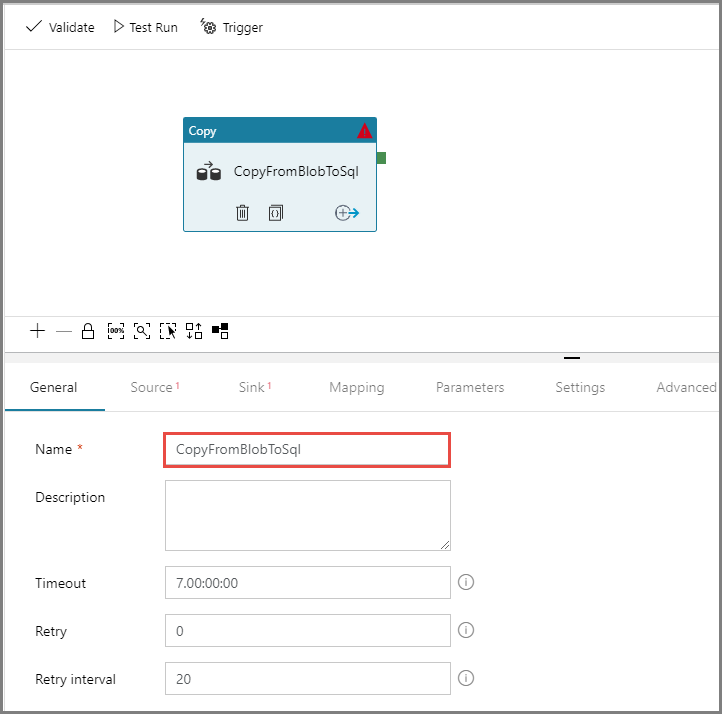 Validate Test Run Trigger
Copy
CopyFromBlobToSql
100%
General Source 1 Sink 1 Mapping Parameters Settings Advanced
Name * CopyFromBlobToSql
Description
Timeout 7.00:00:00
Retry 0
Retry interval 20